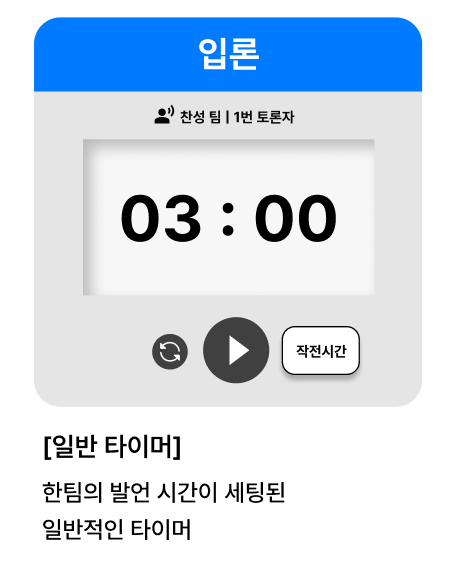 입론
찬성 팀 | 1번 토론자
03 : 00
작전시간
[일반 타이머]
한팀의 발언 시간이 세팅된
일반적인 타이머